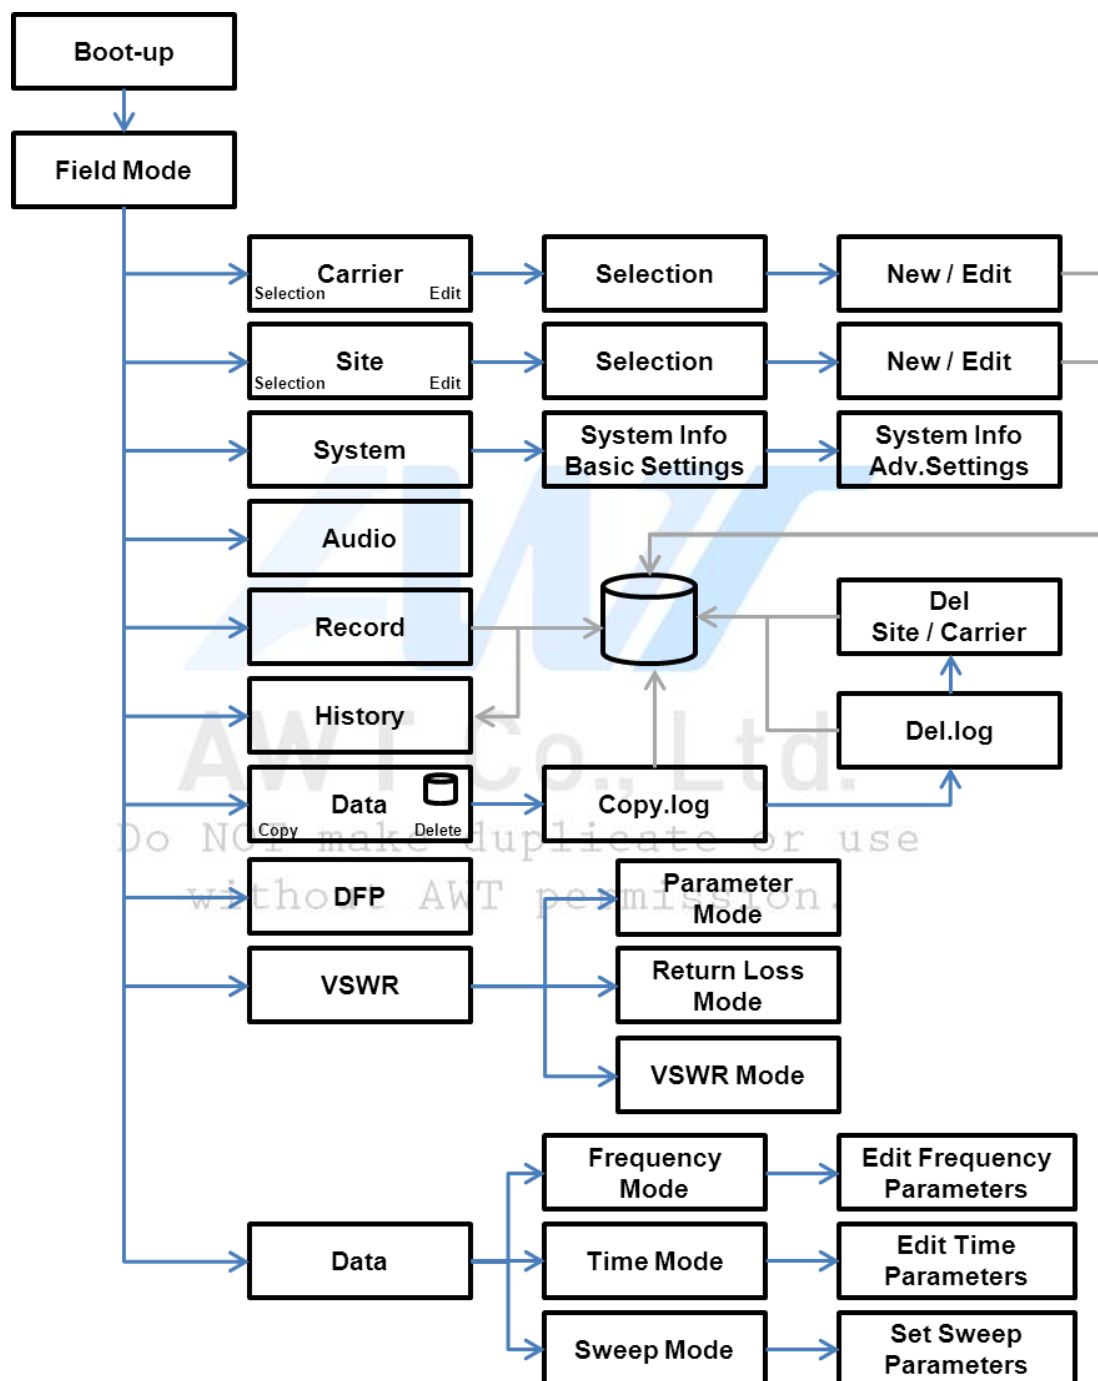 Boot-up
Field Mode
Carrier
Selection Edit
Selection
New / Edit
Site
Selection Edit
Selection
New / Edit
System
System Info
Basic Settings
System Info
Adv.Settings
Audio
Record
Del
Site / Carrier
History
Del.log
AWT Co., Ltd.
Data
Copy Delete
Copy.log
Do NOT make duplicate or use
without AWT permission.
DFP
Parameter
Mode
VSWR
Return Loss
Mode
VSWR Mode
Frequency
Mode
Edit Frequency
Parameters
Data
Time Mode
Edit Time
Parameters
Sweep Mode
Set Sweep
Parameters
AWT